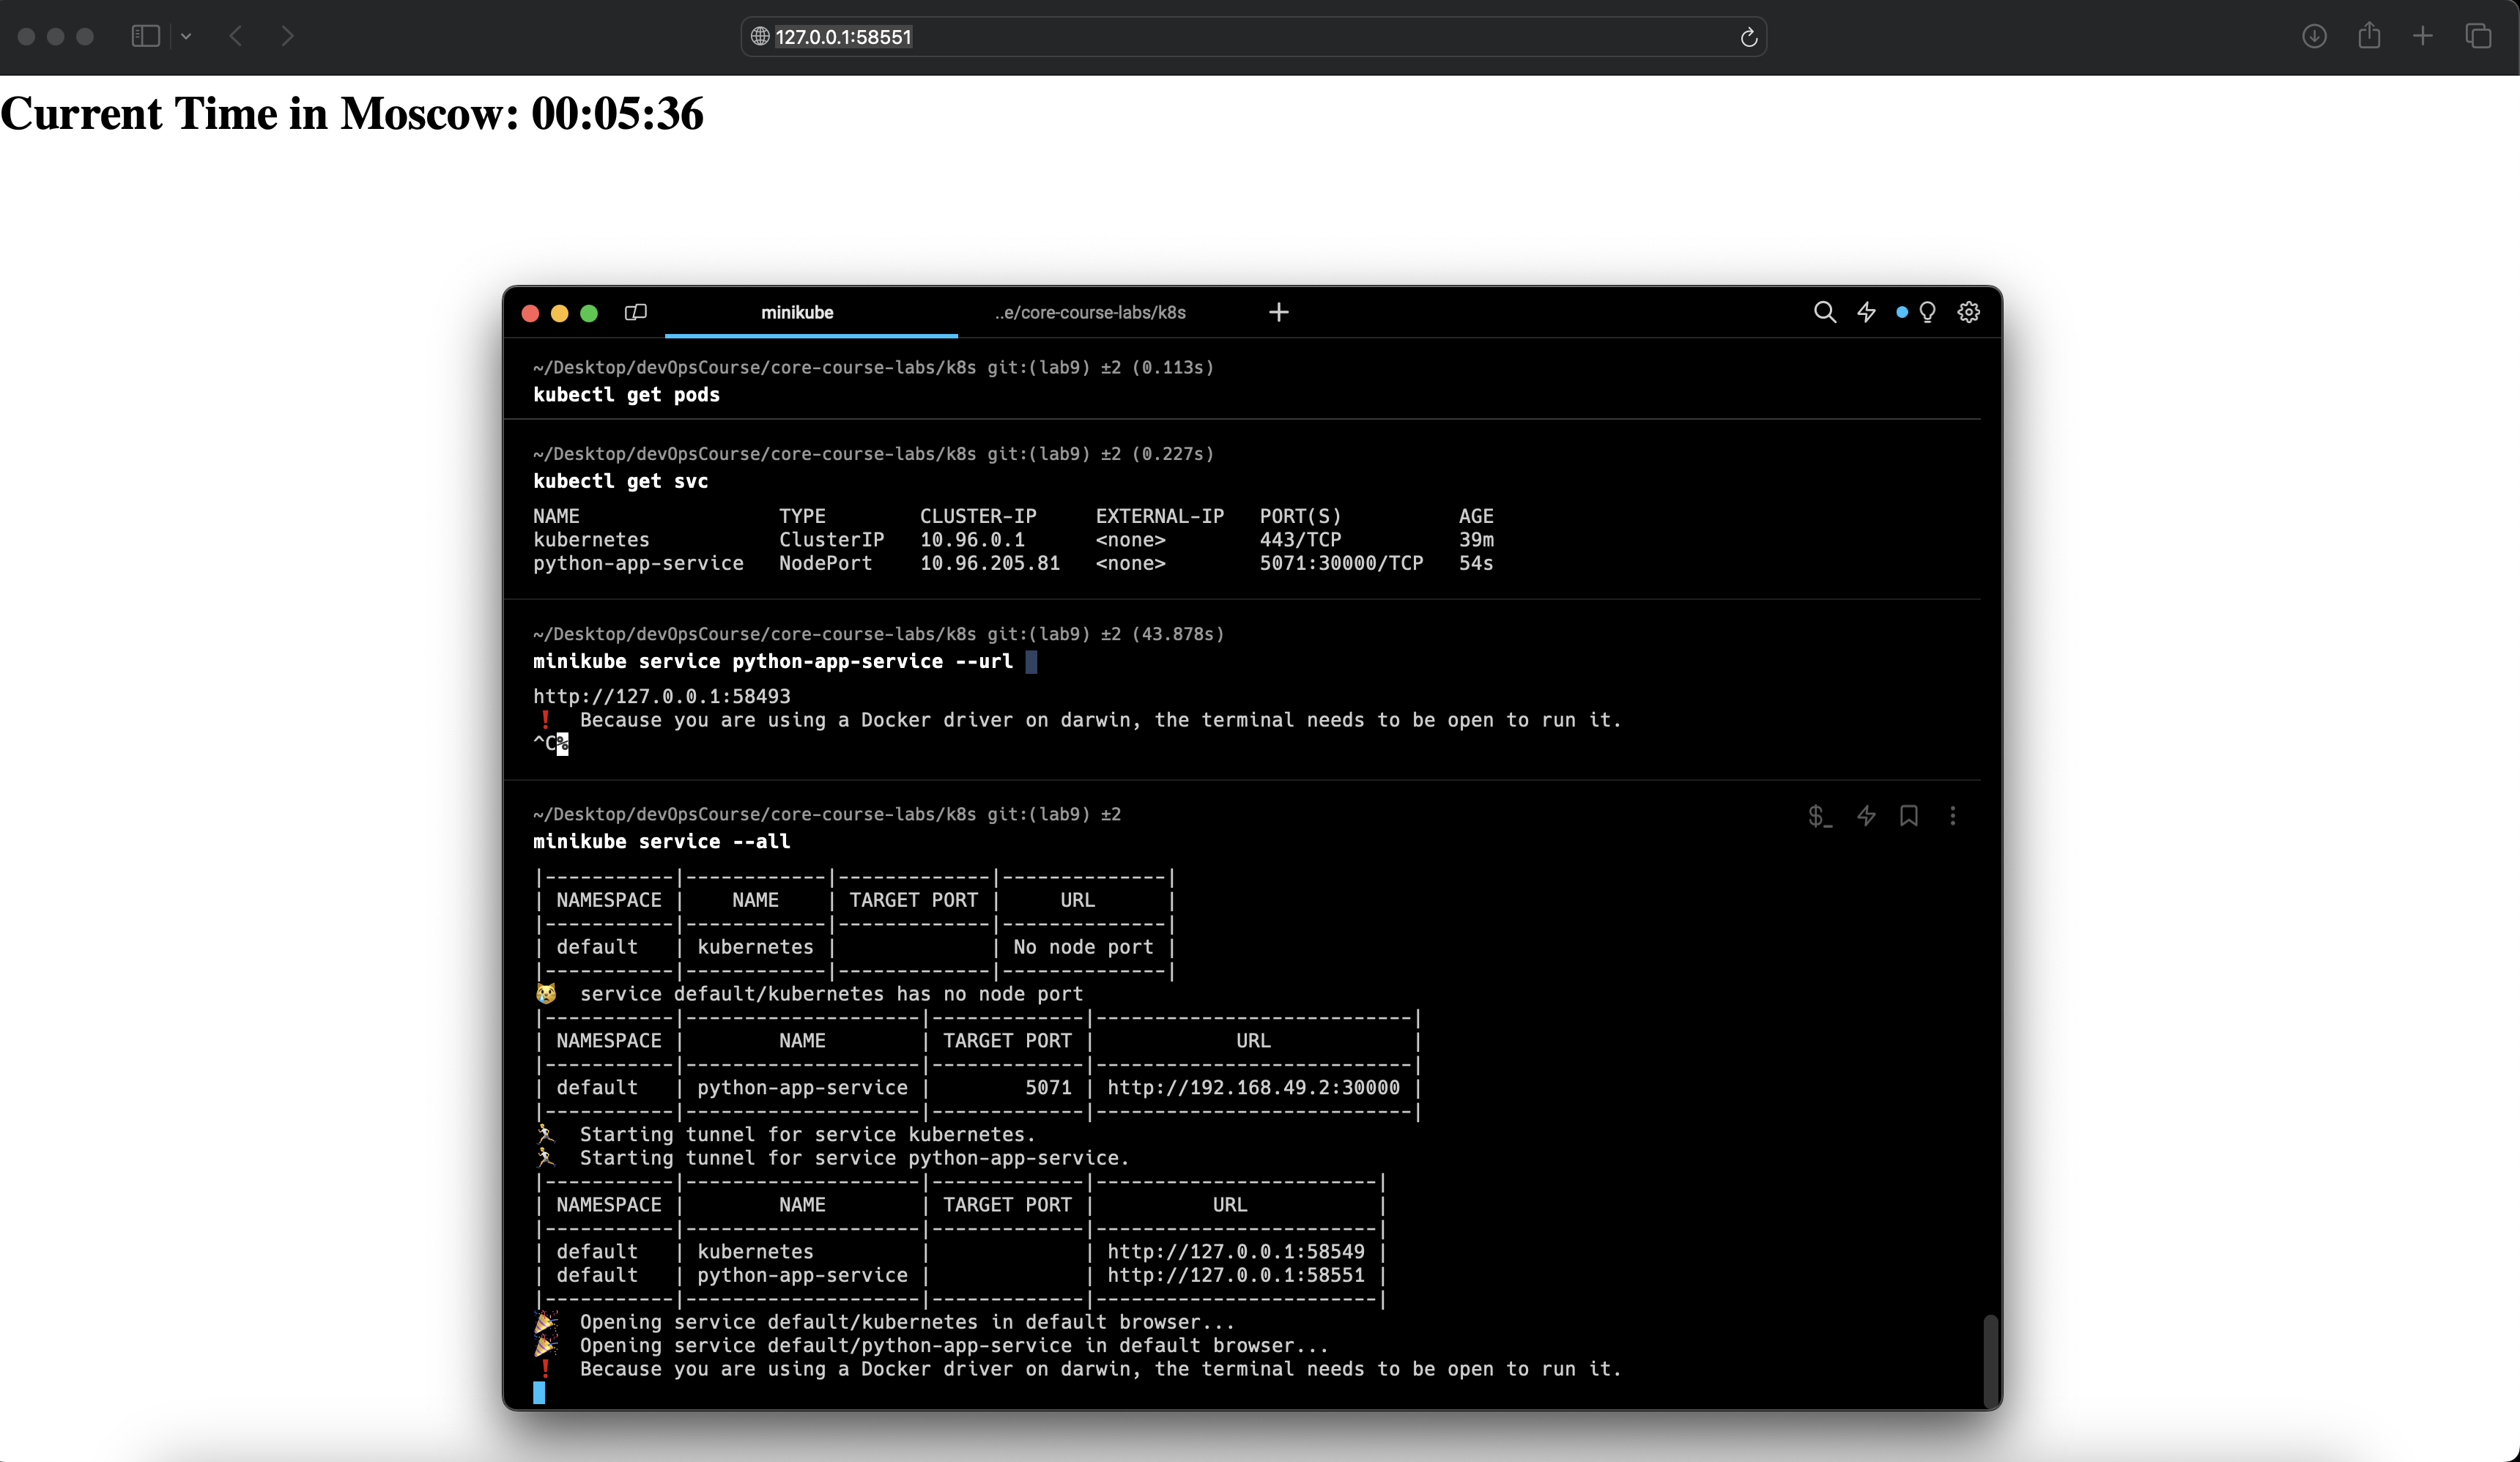 127.0.0.1:58551
Current Time in Moscow: 00:05:36
minikube ..e/core-course-labs/k8s
~/Desktop/devOpsCourse/core-course-labs/k8s git:(lab9) ±2 (0.113s)
kubectl get pods
~/Desktop/devOpsCourse/core-course-labs/k8s git:(lab9) ±2 (0.227s)
kubectl get svc
NAME TYPE CLUSTER-IP EXTERNAL-IP PORT(S) AGE
kubernetes ClusterIP 10.96.0.1 <none> 443/TCP 39m
python-app-service NodePort 10.96.205.81 <none> 5071:30000/TCP 54s
~/Desktop/devOpsCourse/core-course-labs/k8s git:(lab9) ±2 (43.878s)
minikube service python-app-service --url
http://127.0.0.1:58493
❗ Because you are using a Docker driver on darwin, the terminal needs to be open to run it.
^C%
~/Desktop/devOpsCourse/core-course-labs/k8s git:(lab9) ±2
$_
minikube service --all
|-----------|------------|-------------|--------------|
| NAMESPACE | NAME | TARGET PORT | URL |
|-----------|------------|-------------|--------------|
| default | kubernetes | | No node port |
|-----------|------------|-------------|--------------|
😿 service default/kubernetes has no node port
|-----------|--------------------|-------------|---------------------------|
| NAMESPACE | NAME | TARGET PORT | URL |
|-----------|--------------------|-------------|---------------------------|
| default | python-app-service | 5071 | http://192.168.49.2:30000 |
|-----------|--------------------|-------------|---------------------------|
🏃 Starting tunnel for service kubernetes.
🏃 Starting tunnel for service python-app-service.
|-----------|--------------------|-------------|------------------------|
| NAMESPACE | NAME | TARGET PORT | URL |
|-----------|--------------------|-------------|------------------------|
| default | kubernetes | | http://127.0.0.1:58549 |
| default | python-app-service | | http://127.0.0.1:58551 |
|-----------|--------------------|-------------|------------------------|
🎉 Opening service default/kubernetes in default browser...
🎉 Opening service default/python-app-service in default browser...
❗ Because you are using a Docker driver on darwin, the terminal needs to be open to run it.